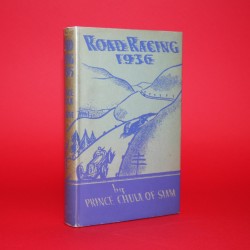 ROAD RACING
1936
by
PRINCE CHULA OF SIAM